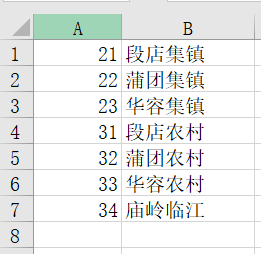 A B
1 21 段店集镇
2 22 蒲团集镇
3 23 华容集镇
4 31 段店农村
5 32 蒲团农村
6 33 华容农村
7 34 庙岭临江
8